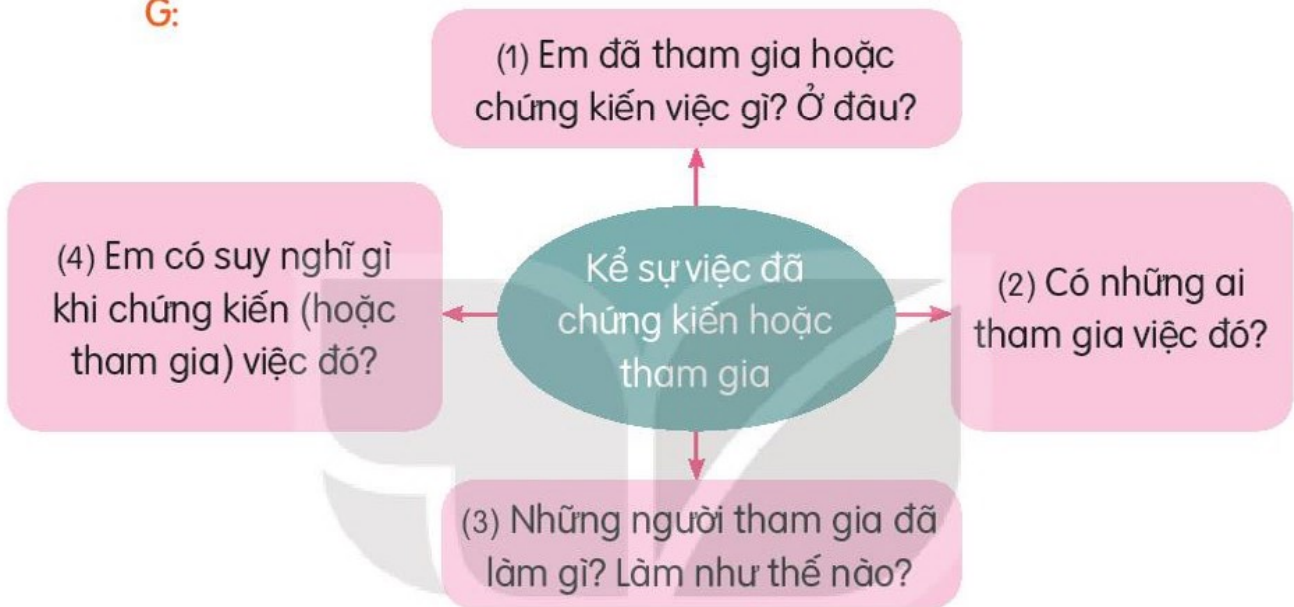 G:
(1) Em đã tham gia hoặc
chứng kiến việc gì? Ở đâu?
(4) Em có suy nghĩ gì
khi chứng kiến (hoặc
tham gia) việc đó?
Kể sự việc đã
chứng kiến hoặc
tham gia
(2) Có những ai
tham gia việc đó?
(3) Những người tham gia đã
làm gì? Làm như thế nào?